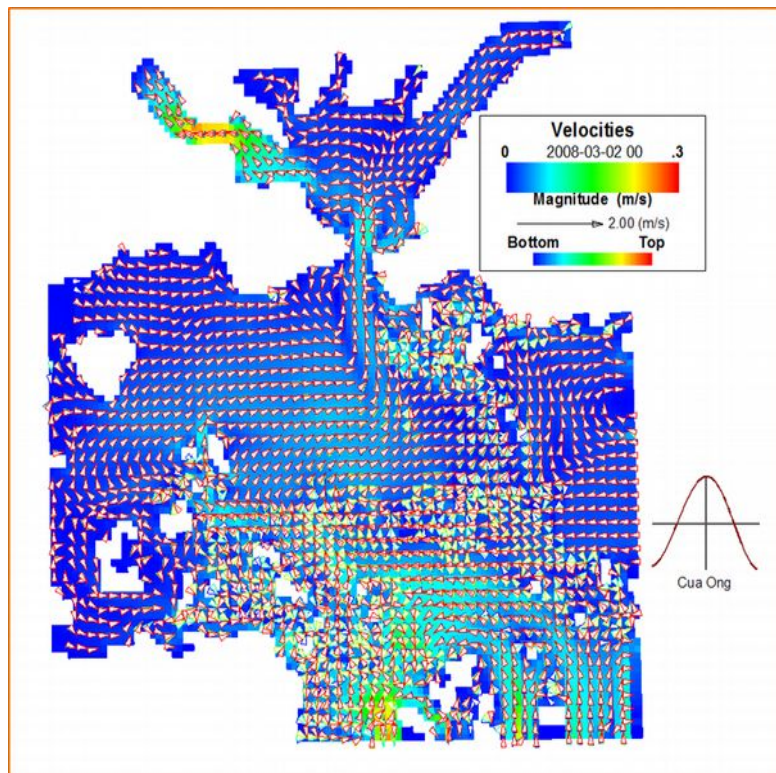 Velocities
0 2008-03-02 00 .3
Magnitude (m/s)
2.00 (m/s)
Bottom Top
Cua Ong